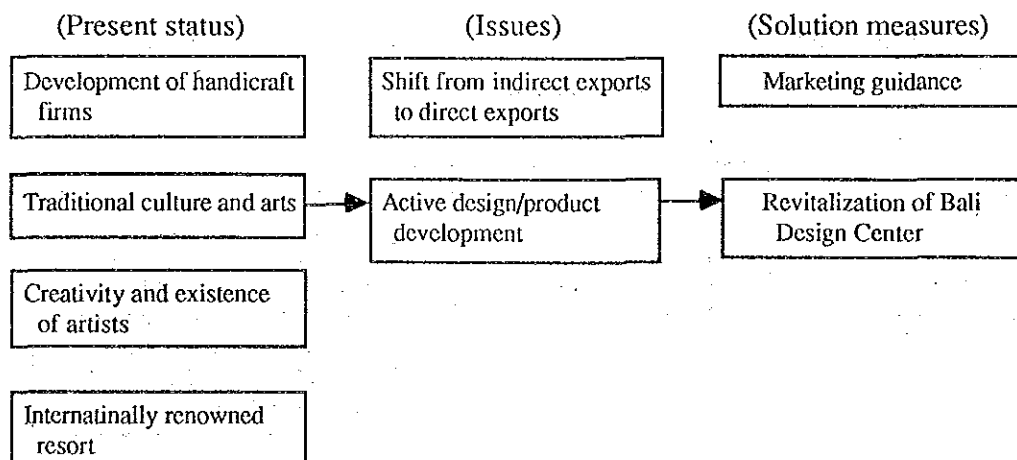 (Present status)
(Issues)
(Solution measures)
Development of handicraft
firms
Shift from indirect exports
to direct exports
Marketing guidance
Traditional culture and arts
Active design/product
development
Revitalization of Bali
Design Center
Creativity and existence
of artists
Internatinally renowned
resort